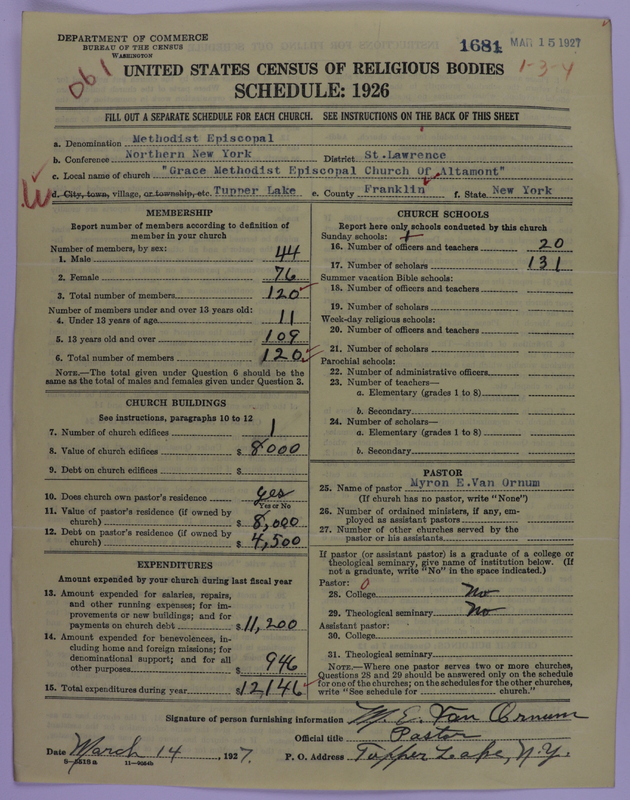 DEPARTMENT OF COMMERCE
BUREAU OF THE CENSUS
WASHINGTON
1681 MAR 15 1927
061
1-3-4
UNITED STATES CENSUS OF RELIGIOUS BODIES
SCHEDULE: 1926
FILL OUT A SEPARATE SCHEDULE FOR EACH CHURCH. SEE INSTRUCTIONS ON THE BACK OF THIS SHEET
a. Denomination Methodist Episcopal
b. Conference Northern New York District St.Lawrence
c. Local name of church "Grace Methodist Episcopal Church Of Altamont"
d. City, town, village, or township, etc. Tupper Lake e. County Franklin f. State New York
MEMBERSHIP
Report number of members according to definition of
member in your church
Number of members, by sex:
1. Male 44
2. Female 76
3. Total number of members 120
Number of members under and over 13 years old:
4. Under 13 years of age 11
5. 13 years old and over 109
6. Total number of members 120
NOTE.—The total given under Question 6 should be the
same as the total of males and females given under Question 3.
CHURCH BUILDINGS
See instructions, paragraphs 10 to 12
7. Number of church edifices 1
8. Value of church edifices $ 8000
9. Debt on church edifices $
10. Does church own pastor's residence yes
Yes or No
11. Value of pastor's residence (if owned by
church) $ 8,000
12. Debt on pastor's residence (if owned by
church) $ 4,500
EXPENDITURES
Amount expended by your church during last fiscal year
13. Amount expended for salaries, repairs,
and other running expenses; for im-
provements or new buildings; and for
payments on church debt $ 11,200
14. Amount expended for benevolences, in-
cluding home and foreign missions; for
denominational support; and for all
other purposes $ 946
15. Total expenditures during year $ 12146
CHURCH SCHOOLS
Report here only schools conducted by this church
Sunday schools:
16. Number of officers and teachers 20
17. Number of scholars 131
Summer vacation Bible schools:
18. Number of officers and teachers
19. Number of scholars
Week-day religious schools:
20. Number of officers and teachers
21. Number of scholars
Parochial schools:
22. Number of administrative officers
23. Number of teachers—
a. Elementary (grades 1 to 8)
b. Secondary
24. Number of scholars—
a. Elementary (grades 1 to 8)
b. Secondary
PASTOR
25. Name of pastor Myron E.Van Ornum
(If church has no pastor, write "None")
26. Number of ordained ministers, if any, em-
ployed as assistant pastors
27. Number of other churches served by the
pastor or his assistants
If pastor (or assistant pastor) is a graduate of a college or
theological seminary, give name of institution below. (If
not a graduate, write "No" in the space indicated.)
Pastor: 0
28. College No
29. Theological seminary No
Assistant pastor:
30. College
31. Theological seminary
NOTE.—Where one pastor serves two or more churches,
Questions 28 and 29 should be answered only on the schedule
for one of the churches; on the schedules for the other churches,
write "See schedule for church."
Signature of person furnishing information M. E. Van Ornum
Official title Pastor
Date March 14, 1927. P. O. Address Tupper Lake, N.Y.